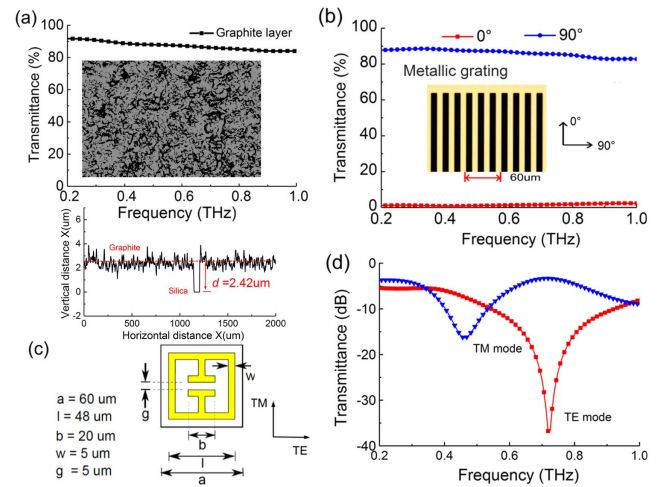 (a)
Graphite layer
100
80
60
40
20
0
Transmittance (%)
0.2 0.4 0.6 0.8 1.0
Frequency (THz)
6
4
2
0
-2
Vertical distance X(um)
Graphite
Silica
d =2.42um
0 500 1000 1500 2000
Horizontal distance X(um)
(b)
0° 90°
100
80
60
40
20
0
Transmittance (%)
Metallic grating
60um
0°
90°
0.2 0.4 0.6 0.8 1.0
Frequency (THz)
(c)
a = 60 um
l = 48 um
b = 20 um
w = 5 um
g = 5 um
g
w
b
l
a
TM
TE
(d)
0
-10
-20
-30
-40
Transmittance (dB)
TM mode
TE mode
0.2 0.4 0.6 0.8 1.0
Frequency (THz)